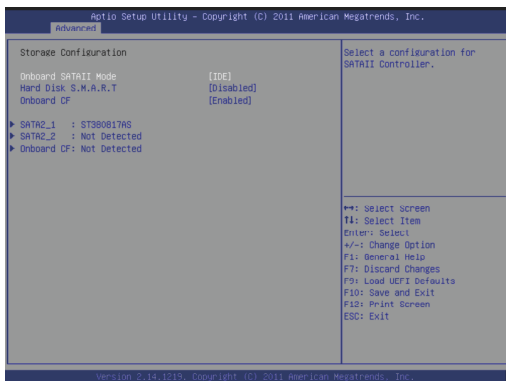 Aptio Setup Utility - Copyright (C) 2011 American Megatrends, Inc.
Advanced
Storage Configuration
Onboard SATAII Mode [IDE]
Hard Disk S.M.A.R.T [Disabled]
Onboard CF [Enabled]
SATA2_1 : ST380817AS
SATA2_2 : Not Detected
Onboard CF: Not Detected
Select a configuration for
SATAII Controller.
↔: Select Screen
↑↓: Select Item
Enter: Select
+/-: Change Option
F1: General Help
F7: Discard Changes
F9: Load UEFI Defaults
F10: Save and Exit
F12: Print Screen
ESC: Exit
Version 2.14.1219. Copyright (C) 2011 American Megatrends, Inc.